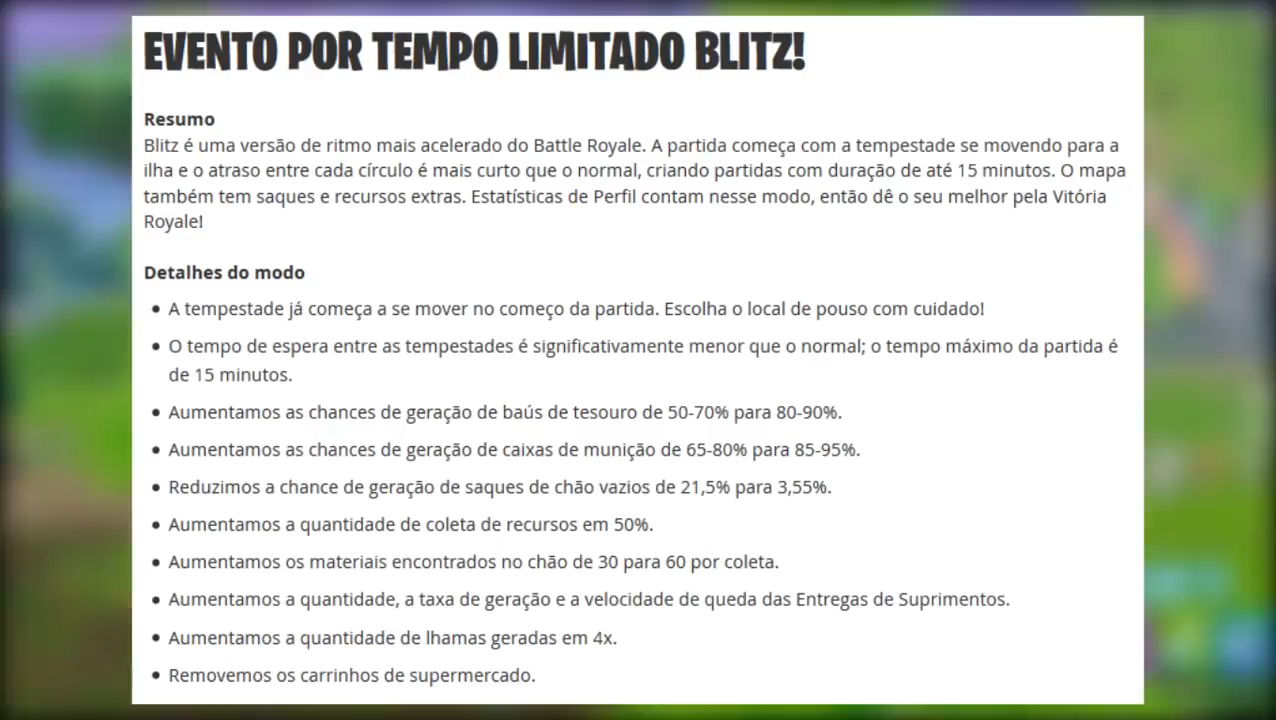 EVENTO POR TEMPO LIMITADO BLITZ!
Resumo
Blitz é uma versão de ritmo mais acelerado do Battle Royale. A partida começa com a tempestade se movendo para a
ilha e o atraso entre cada círculo é mais curto que o normal, criando partidas com duração de até 15 minutos. O mapa
também tem saques e recursos extras. Estatísticas de Perfil contam nesse modo, então dê o seu melhor pela Vitória
Royale!
Detalhes do modo
• A tempestade já começa a se mover no começo da partida. Escolha o local de pouso com cuidado!
• O tempo de espera entre as tempestades é significativamente menor que o normal; o tempo máximo da partida é
de 15 minutos.
• Aumentamos as chances de geração de baús de tesouro de 50-70% para 80-90%.
• Aumentamos as chances de geração de caixas de munição de 65-80% para 85-95%.
• Reduzimos a chance de geração de saques de chão vazios de 21,5% para 3,55%.
• Aumentamos a quantidade de coleta de recursos em 50%.
• Aumentamos os materiais encontrados no chão de 30 para 60 por coleta.
• Aumentamos a quantidade, a taxa de geração e a velocidade de queda das Entregas de Suprimentos.
• Aumentamos a quantidade de lhamas geradas em 4x.
• Removemos os carrinhos de supermercado.